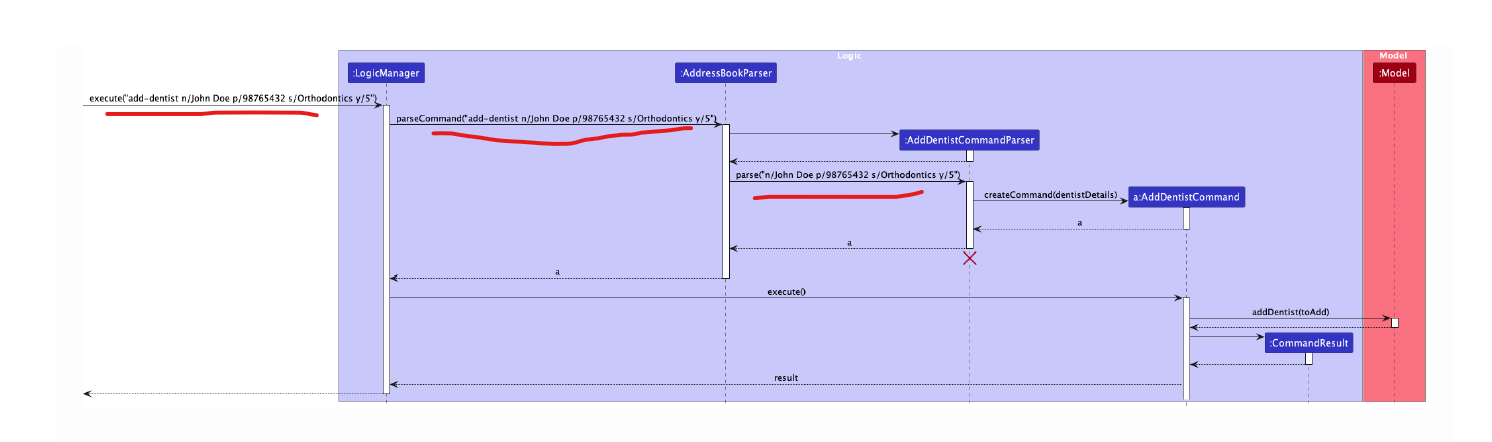 Logic
Model
:LogicManager
:AddressBookParser
:Model
execute("add-dentist n/John Doe p/98765432 s/Orthodontics y/5")
parseCommand("add-dentist n/John Doe p/98765432 s/Orthodontics y/5")
:AddDentistCommandParser
parse("n/John Doe p/98765432 s/Orthodontics y/5")
createCommand(dentistDetails)
a:AddDentistCommand
a
a
a
execute()
addDentist(toAdd)
:CommandResult
result